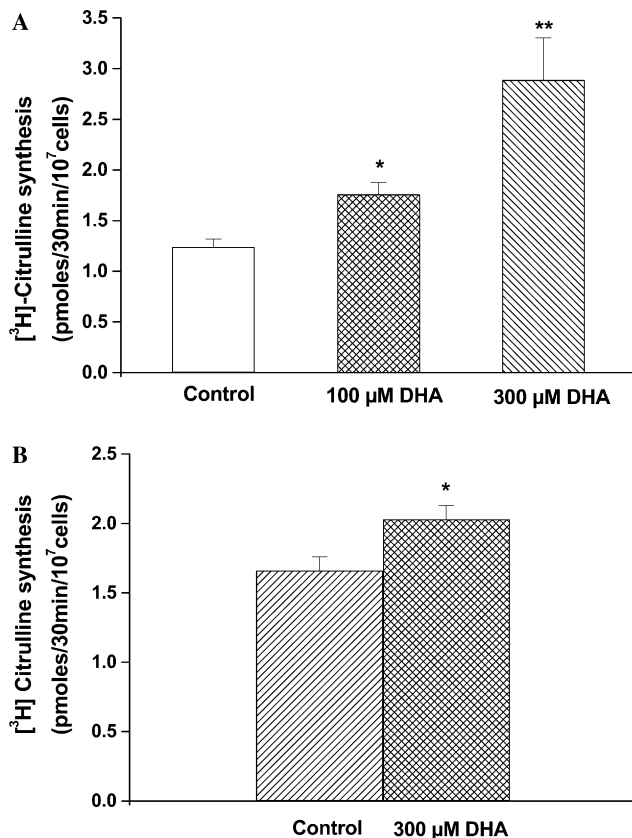 A
[³H]-Citrulline synthesis
(pmoles/30min/10⁷cells)
3.5
3.0
2.5
2.0
1.5
1.0
0.5
0.0
*
**
Control
100 µM DHA
300 µM DHA
B
[³H] Citrulline synthesis
(pmoles/30min/10⁷cells)
2.5
2.0
1.5
1.0
0.5
0.0
*
Control
300 µM DHA